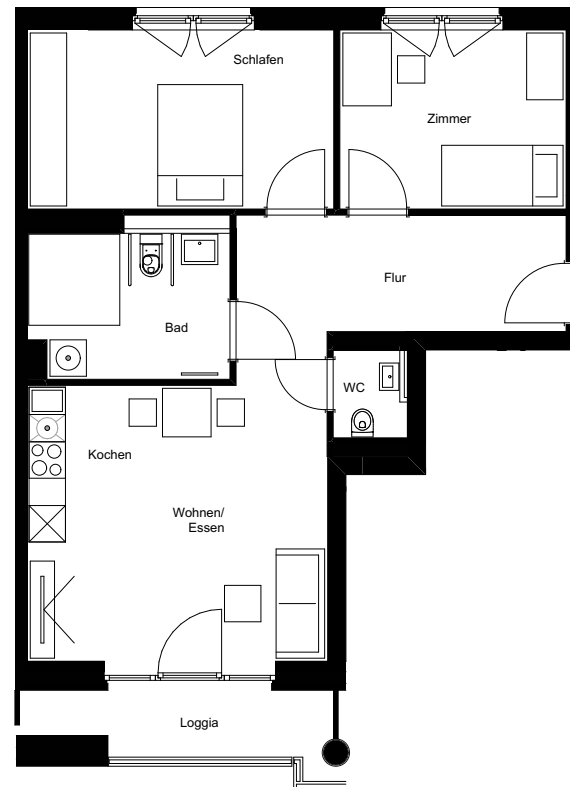 Schlafen
Zimmer
Flur
Bad
WC
Kochen
Wohnen/
Essen
Loggia